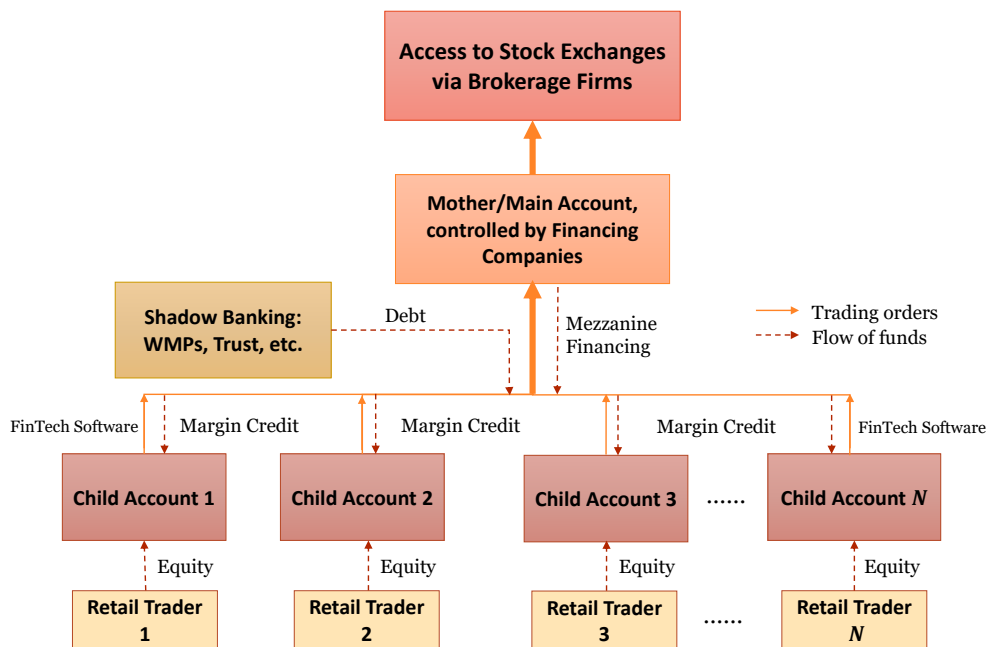 Access to Stock Exchanges
via Brokerage Firms
Mother/Main Account,
controlled by Financing
Companies
Shadow Banking:
WMPs, Trust, etc.
Debt
Mezzanine
Financing
Trading orders
Flow of funds
FinTech Software
Margin Credit
Margin Credit
Margin Credit
FinTech Software
Child Account 1
Child Account 2
Child Account 3
......
Child Account N
Equity
Equity
Equity
Equity
Retail Trader
1
Retail Trader
2
Retail Trader
3
......
Retail Trader
N